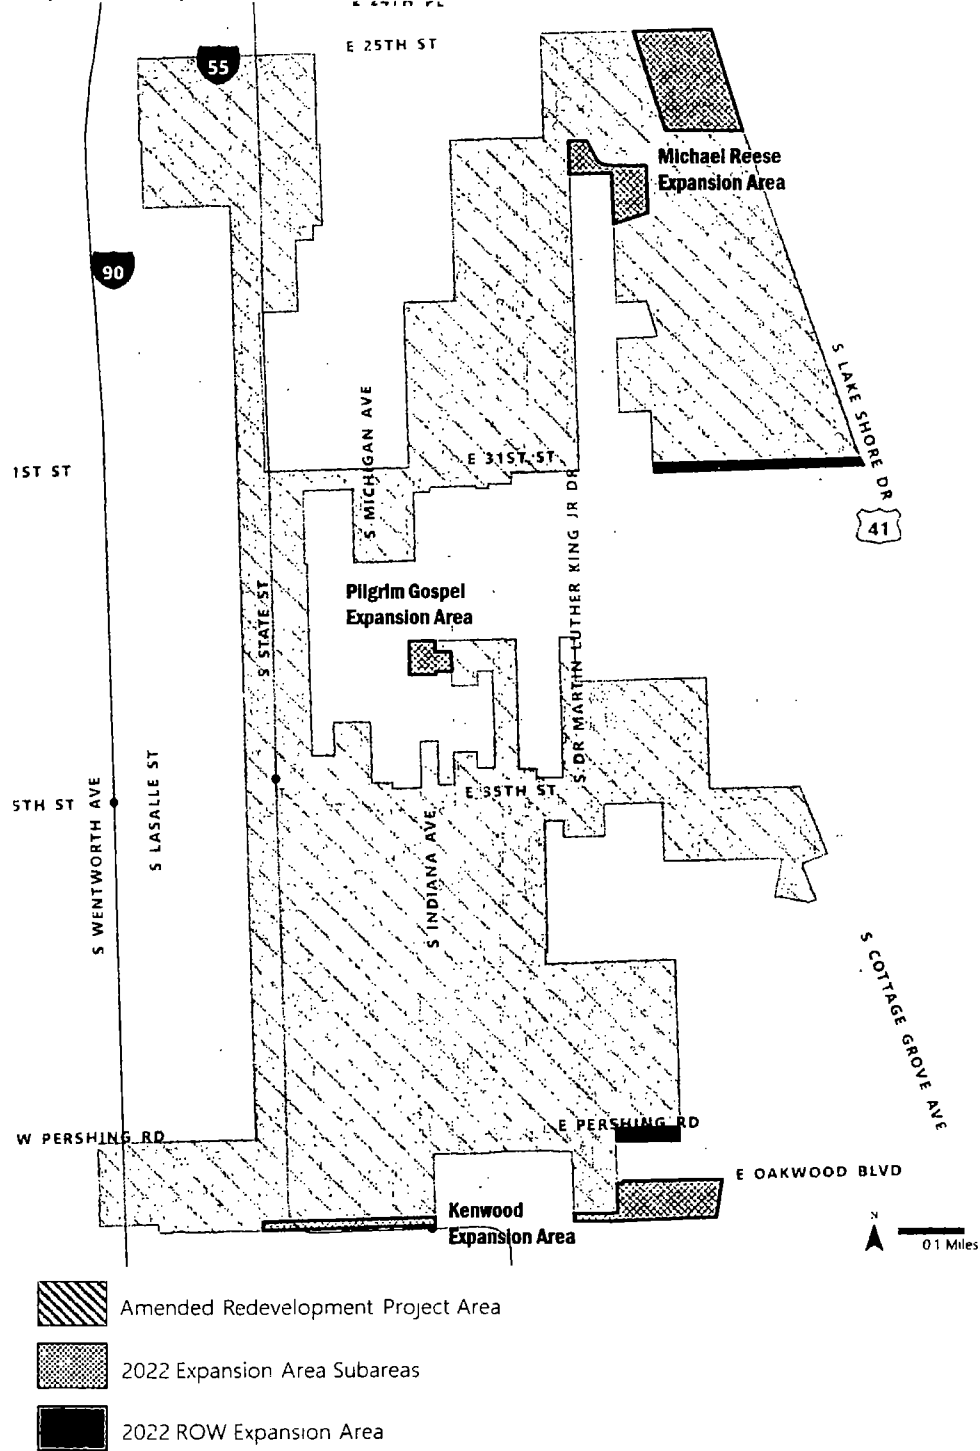 E 24TH PL
E 25TH ST
55
Michael Reese
Expansion Area
90
S LAKE SHORE DR
S MICHIGAN AVE
E 31ST ST
1ST ST
41
S DR MARTIN LUTHER KING JR DR
Pilgrim Gospel
Expansion Area
S STATE ST
S WENTWORTH AVE
S LASALLE ST
5TH ST
E 35TH ST
S INDIANA AVE
S COTTAGE GROVE AVE
E PERSHING RD
W PERSHING RD
E OAKWOOD BLVD
Kenwood
Expansion Area
N
0 1 Miles
Amended Redevelopment Project Area
2022 Expansion Area Subareas
2022 ROW Expansion Area